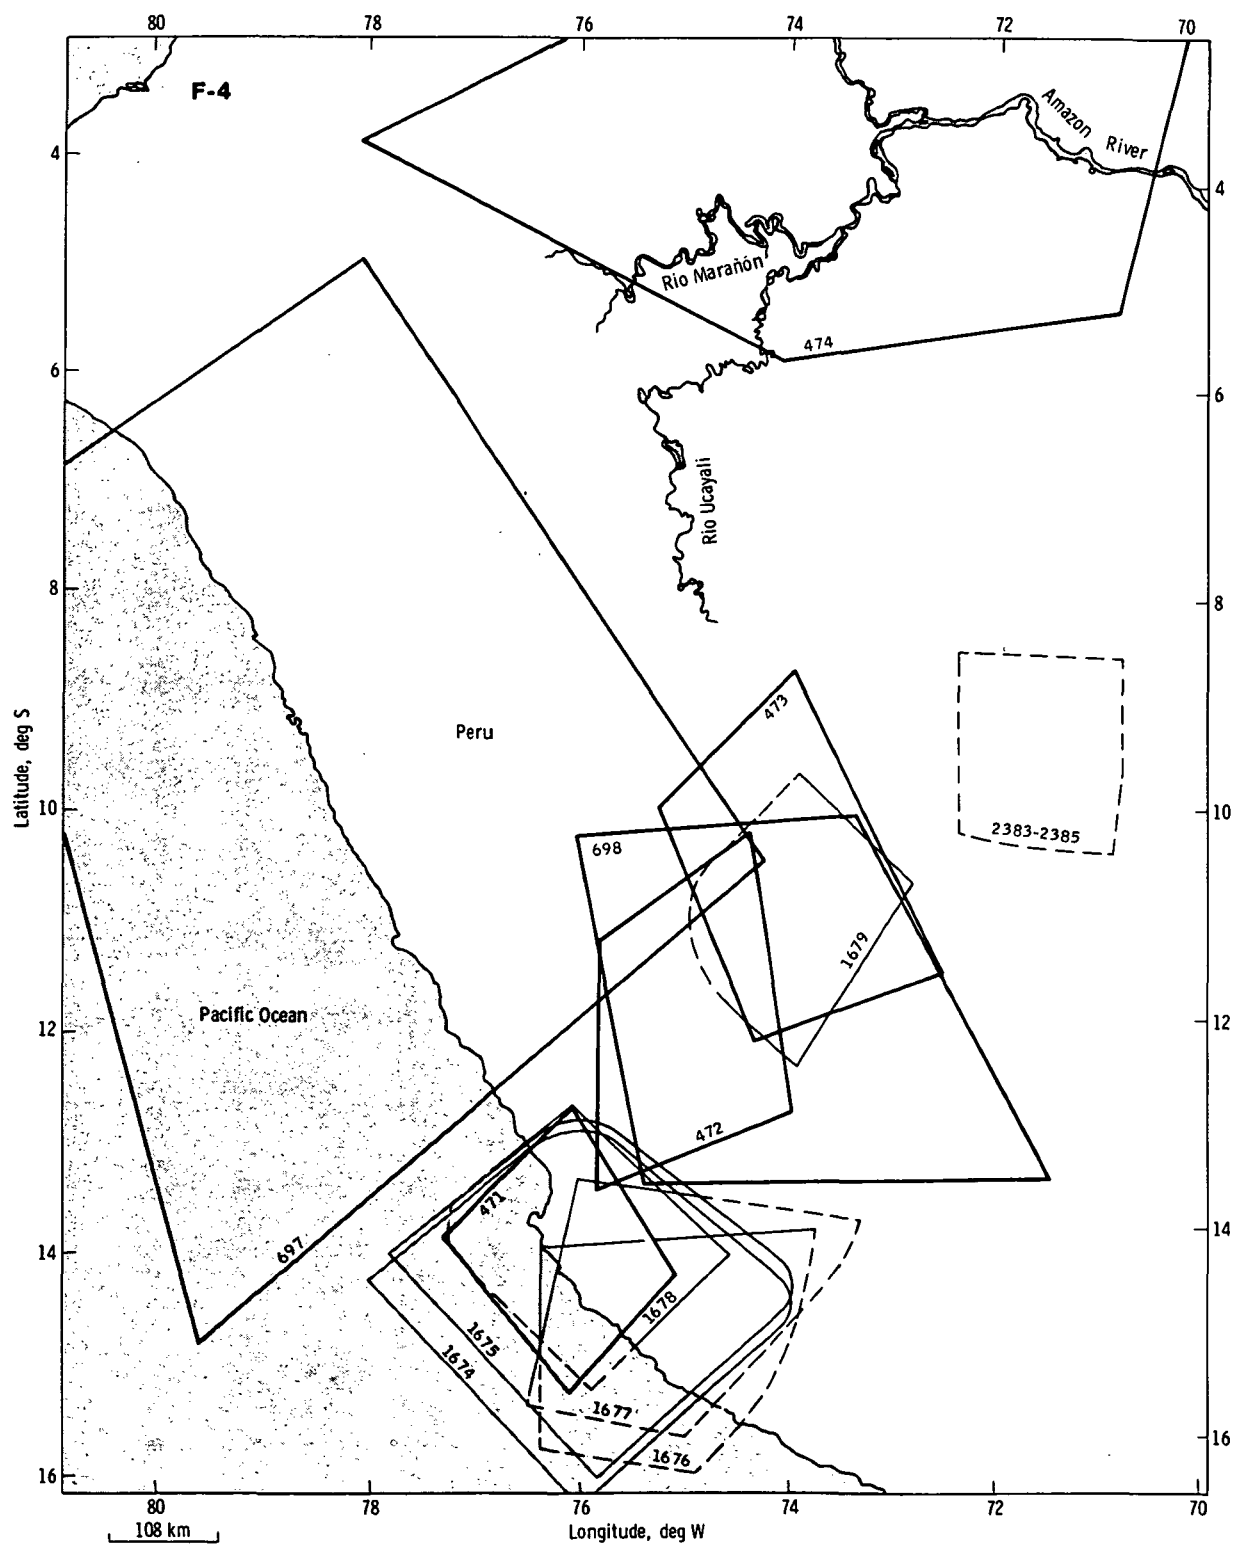 80 78 76 74 72 70
F-4
Amazon River
4 4
Rio Marañón
474
6 6
Rio Ucayali
8 8
473
Peru
Latitude, deg S
10 10
2383-2385
698
1679
Pacific Ocean
12 12
472
471
14 14
697
1678
1675
1674
1677
1676
16 16
80 78 76 74 72 70
108 km
Longitude, deg W